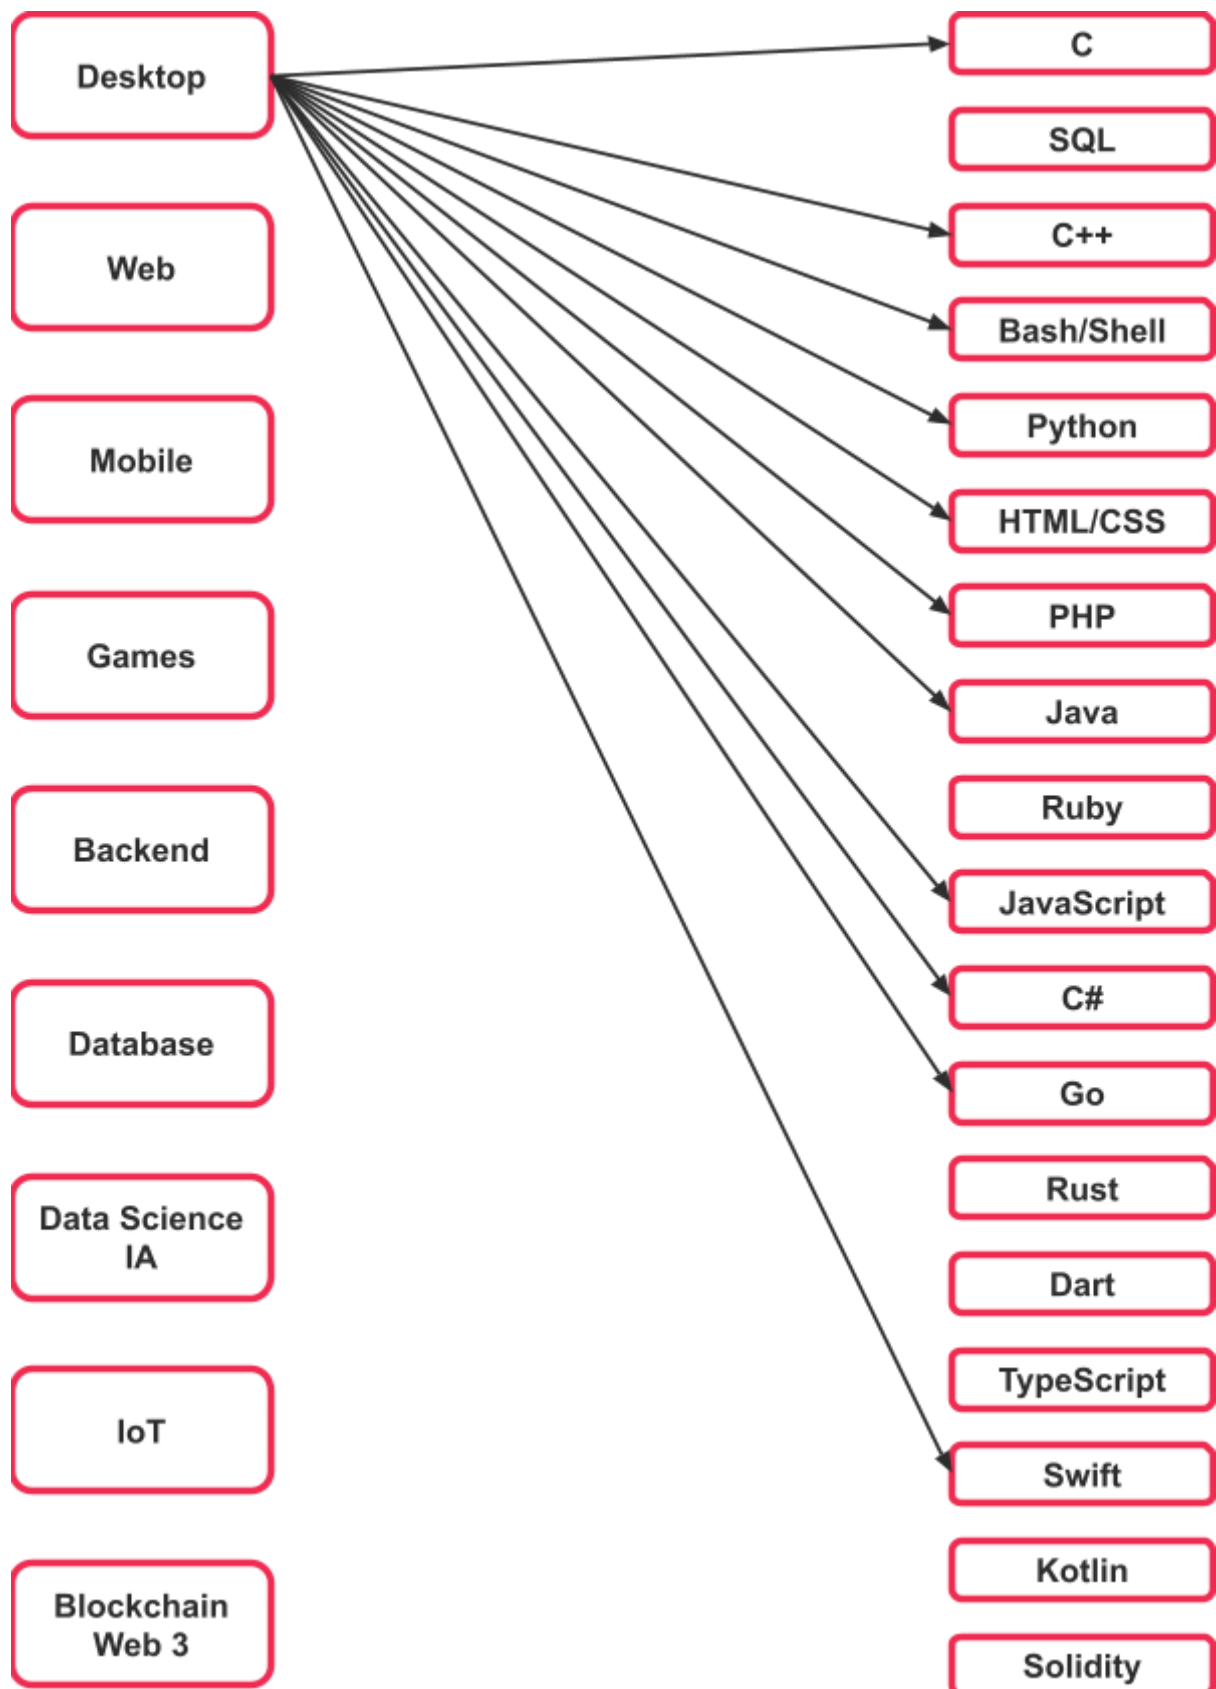 Desktop
Web
Mobile
Games
Backend
Database
Data Science
IA
IoT
Blockchain
Web 3
C
SQL
C++
Bash/Shell
Python
HTML/CSS
PHP
Java
Ruby
JavaScript
C#
Go
Rust
Dart
TypeScript
Swift
Kotlin
Solidity